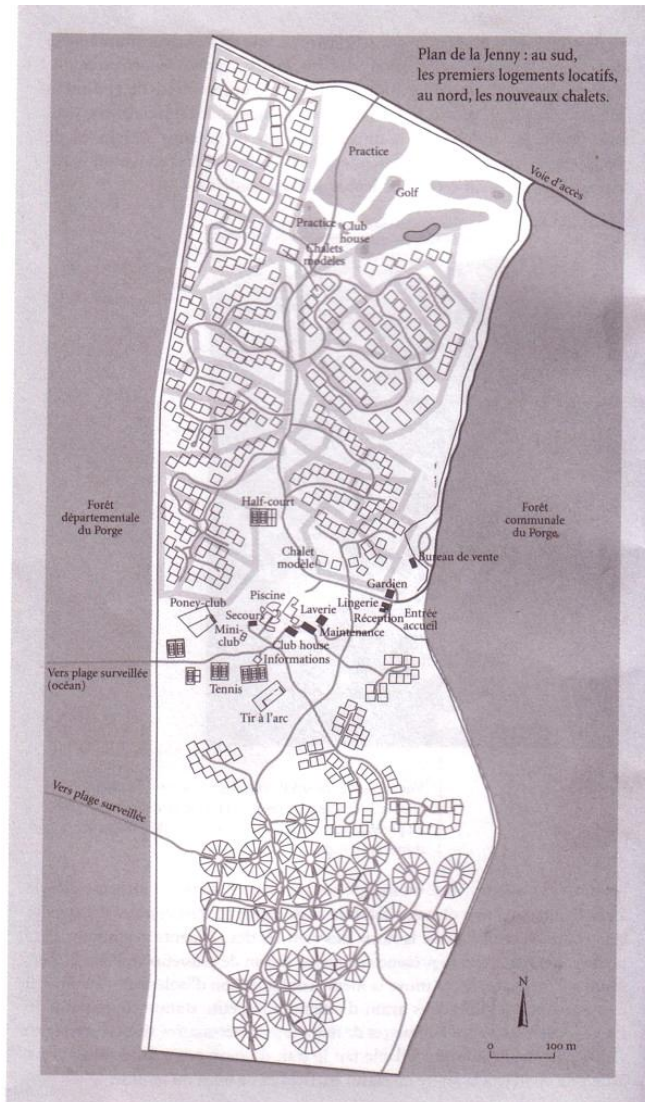 Plan de la Jenny : au sud,
les premiers logements locatifs,
au nord, les nouveaux chalets.
Practice
Voie d'accès
Golf
Practice
Club
house
Chalets
modèles
Forêt
départementale
du Porge
Half-court
Forêt
communale
du Porge
Chalet
modèle
Bureau de vente
Gardien
Poney-club
Piscine
Laverie
Lingerie
Secours
Réception
Entrée
accueil
Mini-
club
Maintenance
Club house
Informations
Vers plage surveillée
(océan)
Tennis
Tir à l'arc
Vers plage surveillée
N
0 100 m